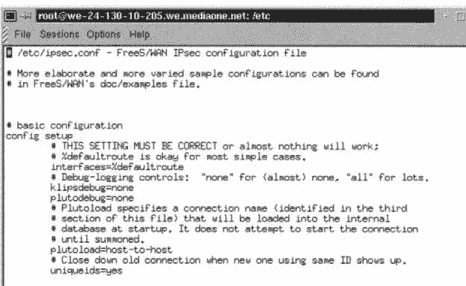 root@we-24-130-10-205.we.mediaone.net: /etc
File Sessions Options Help
# /etc/ipsec.conf - FreeS/WAN IPsec configuration file
# More elaborate and more varied sample configurations can be found
# in FreeS/WAN's doc/examples file.
# basic configuration
config setup
# THIS SETTING MUST BE CORRECT or almost nothing will work;
# %defaultroute is okay for most simple cases.
interfaces=%defaultroute
# Debug-logging controls: "none" for (almost) none, "all" for lots.
klipsdebug=none
plutodebug=none
# Plutoload specifies a connection name (identified in the third
# section of this file) that will be loaded into the internal
# database at startup. It does not attempt to start the connection
# until summoned.
plutoload=host-to-host
# Close down old connection when new one using same ID shows up.
uniqueids=yes